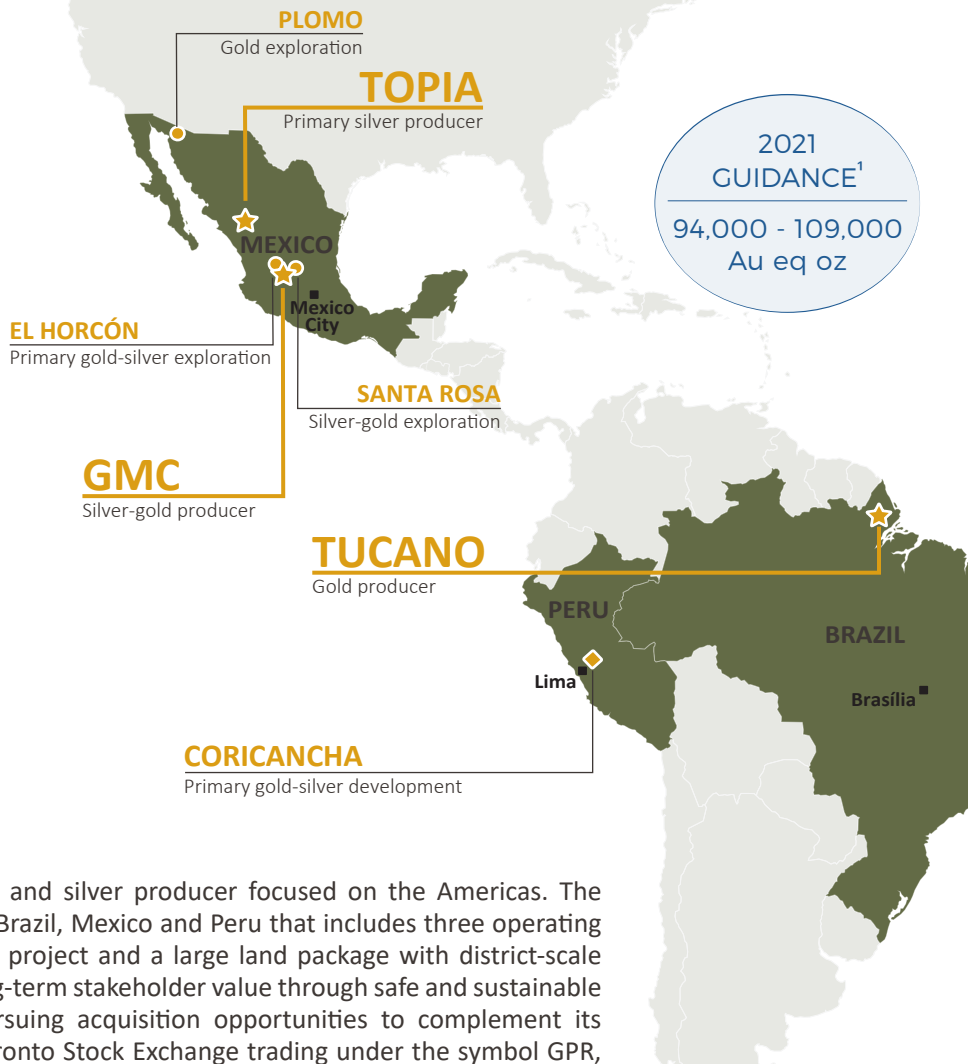 PLOMO
Gold exploration
TOPIA
Primary silver producer
2021
GUIDANCE¹
94,000 - 109,000
Au eq oz
MEXICO
Mexico
City
EL HORCÓN
Primary gold-silver exploration
SANTA ROSA
Silver-gold exploration
GMC
Silver-gold producer
TUCANO
Gold producer
PERU
BRAZIL
Lima
Brasília
CORICANCHA
Primary gold-silver development
and silver producer focused on the Americas. The
Brazil, Mexico and Peru that includes three operating
project and a large land package with district-scale
g-term stakeholder value through safe and sustainable
rsuing acquisition opportunities to complement its
ronto Stock Exchange trading under the symbol GPR,